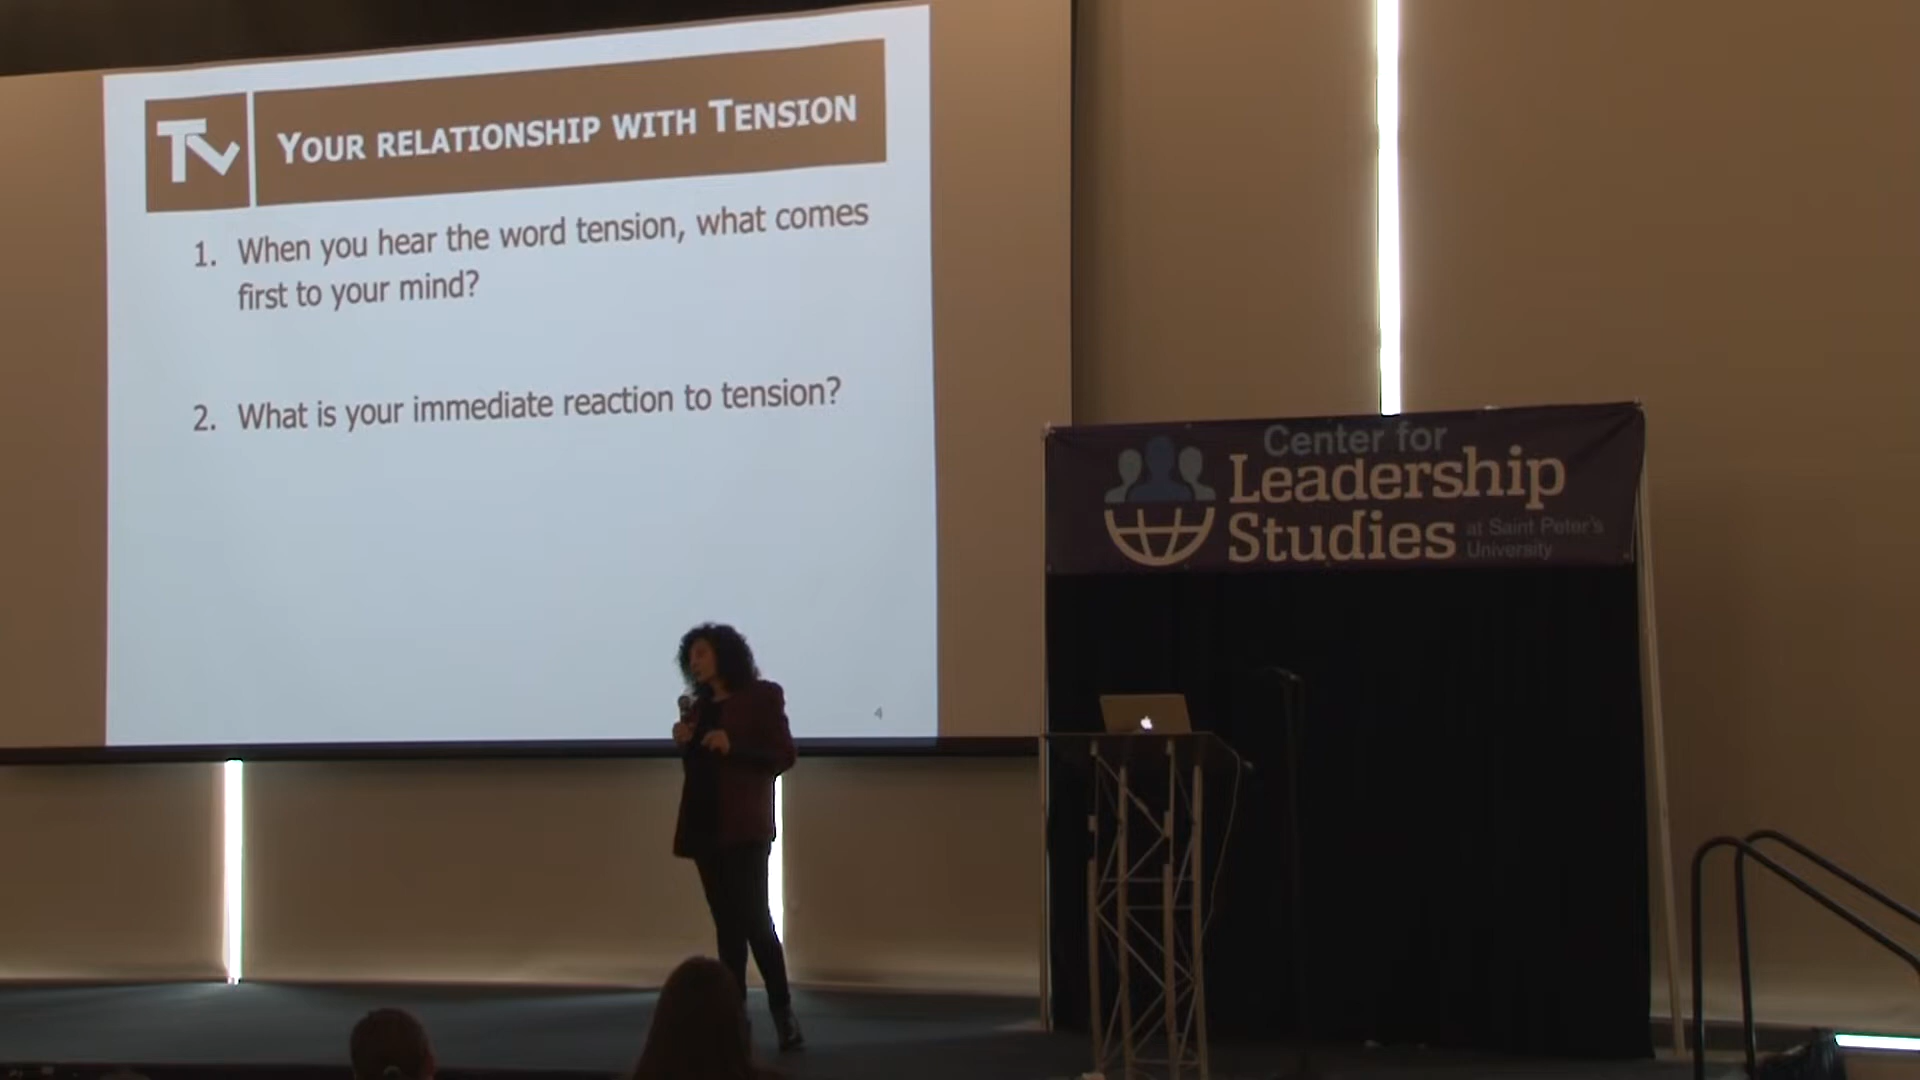 TV
YOUR RELATIONSHIP WITH TENSION
1. When you hear the word tension, what comes
first to your mind?
2. What is your immediate reaction to tension?
4
Center for
Leadership
Studies
at Saint Peter's
University